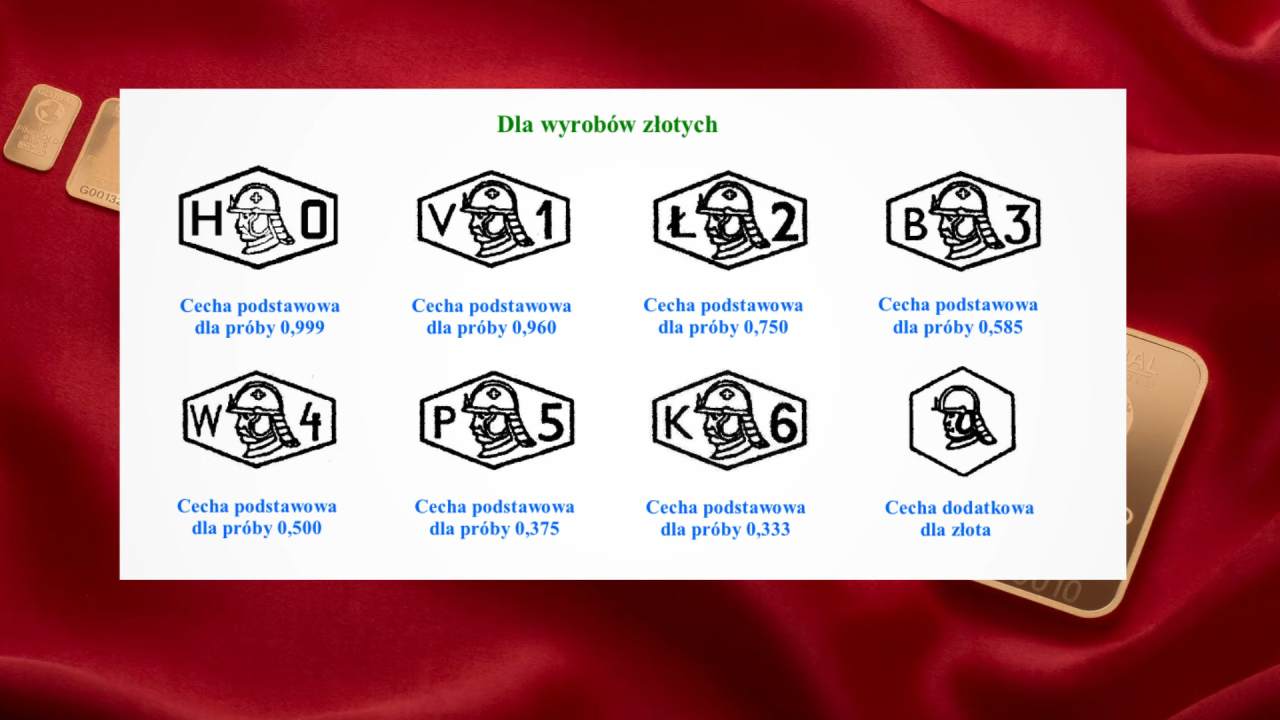 Dla wyrobów złotych
H 0
V 1
Ł 2
B 3
Cecha podstawowa
dla próby 0,999
Cecha podstawowa
dla próby 0,960
Cecha podstawowa
dla próby 0,750
Cecha podstawowa
dla próby 0,585
W 4
P 5
K 6
Cecha podstawowa
dla próby 0,500
Cecha podstawowa
dla próby 0,375
Cecha podstawowa
dla próby 0,333
Cecha dodatkowa
dla złota